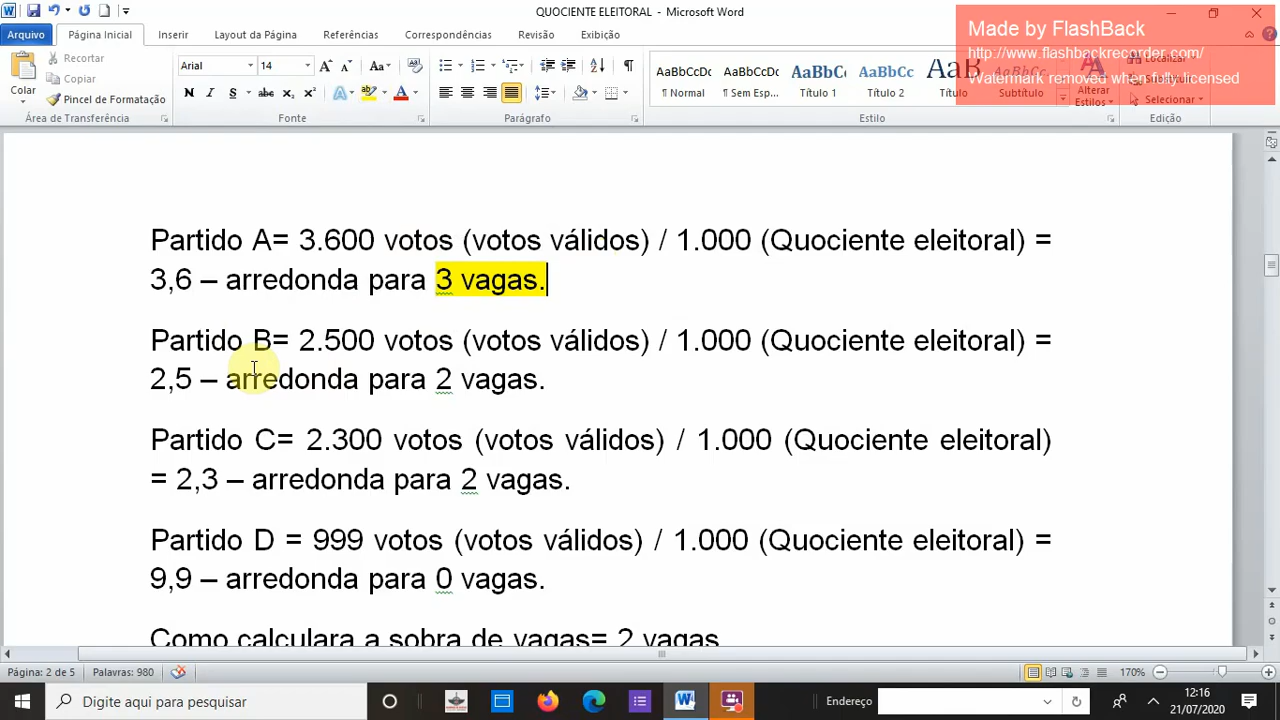 QUOCIENTE ELEITORAL - Microsoft Word
Made by FlashBack
http://www.flashbackrecorder.com/
Watermark removed when fully licensed
Arquivo Página Inicial Inserir Layout da Página Referências Correspondências Revisão Exibição
Colar
Recortar
Copiar
Pincel de Formatação
Área de Transferência
Arial 14
Fonte
Parágrafo
AaBbCcDc AaBbCcDc AaBbC AaBbCc AaB AaBbCc
¶ Normal ¶ Sem Espa... Título 1 Título 2 Título Subtítulo
Alterar
Estilos
Estilo
Localizar
Selecionar
Edição
Partido A= 3.600 votos (votos válidos) / 1.000 (Quociente eleitoral) =
3,6 – arredonda para 3 vagas.
Partido B= 2.500 votos (votos válidos) / 1.000 (Quociente eleitoral) =
2,5 – arredonda para 2 vagas.
Partido C= 2.300 votos (votos válidos) / 1.000 (Quociente eleitoral)
= 2,3 – arredonda para 2 vagas.
Partido D = 999 votos (votos válidos) / 1.000 (Quociente eleitoral) =
9,9 – arredonda para 0 vagas.
Como calculara a sobra de vagas= 2 vagas
Página: 2 de 5 Palavras: 980 170%
Digite aqui para pesquisar
Endereço
12:16
21/07/2020